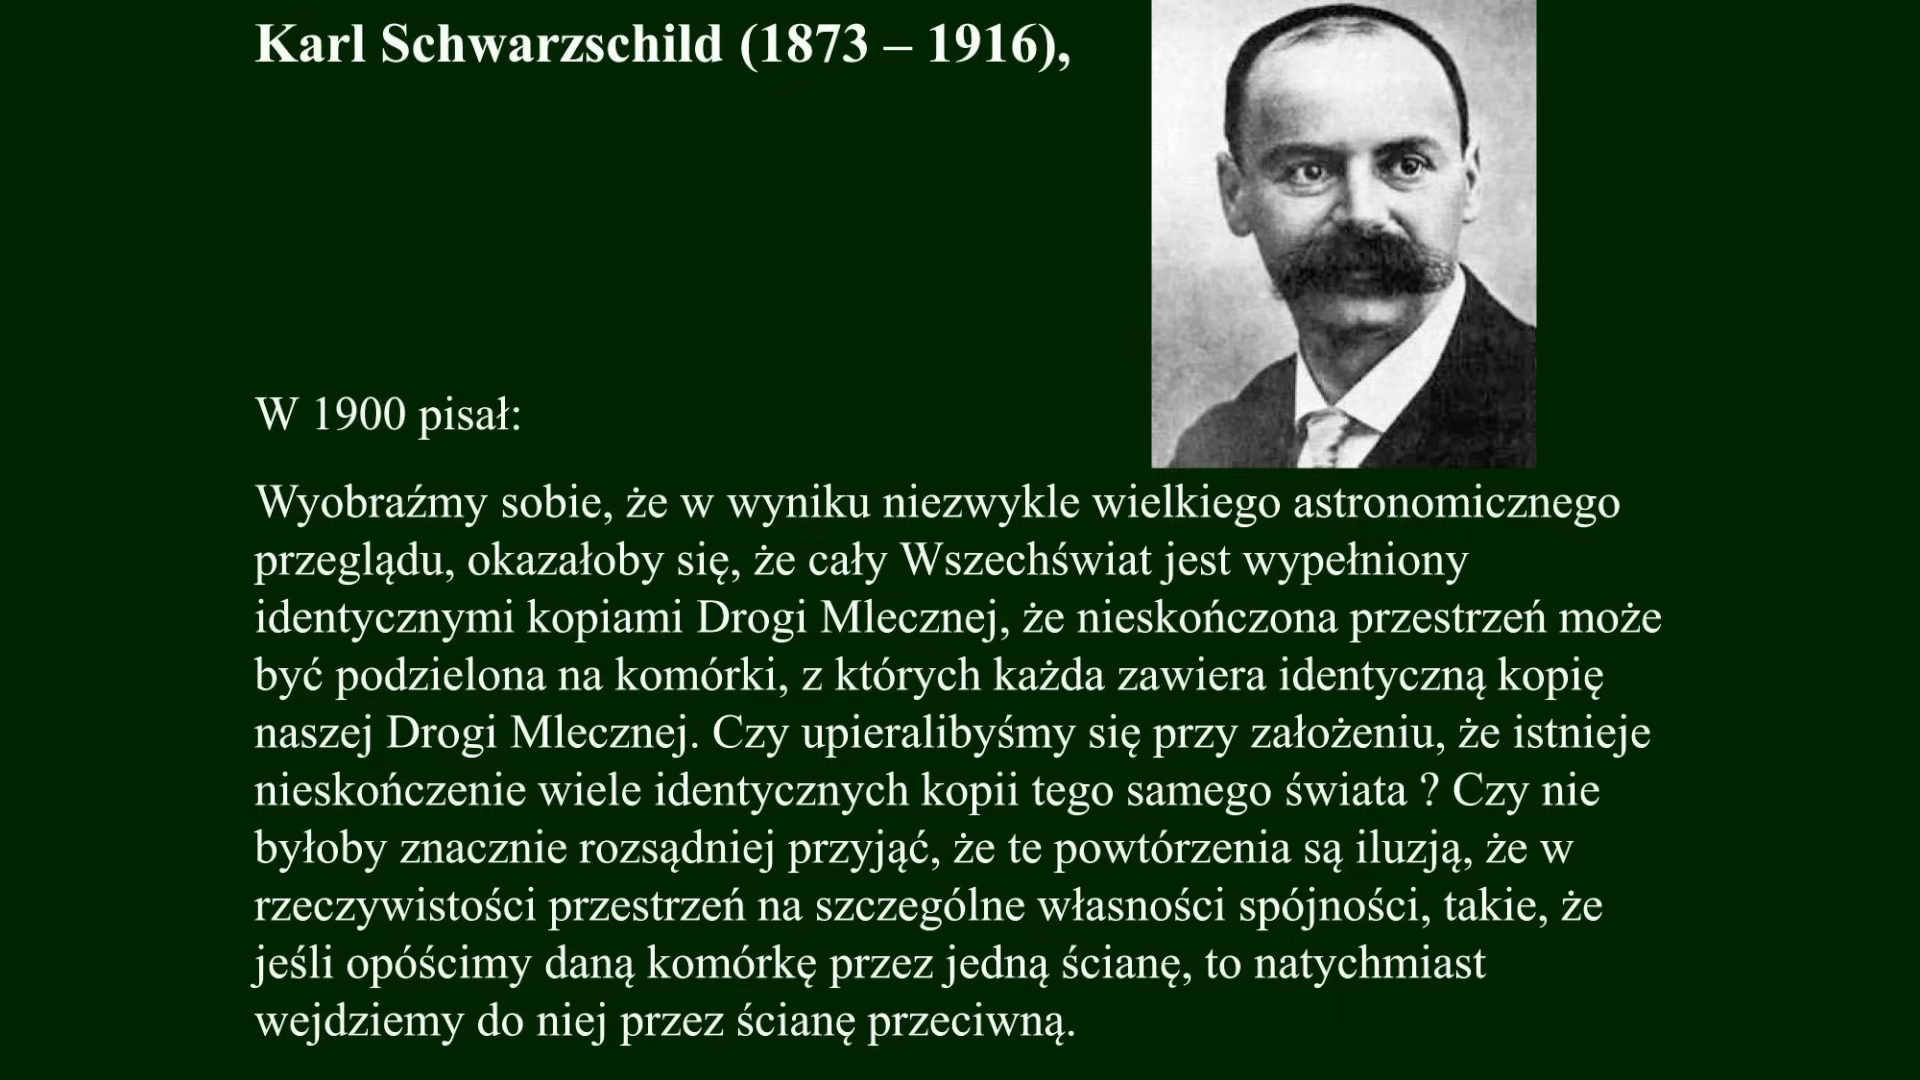 Karl Schwarzschild (1873 – 1916),
W 1900 pisał:
Wyobraźmy sobie, że w wyniku niezwykle wielkiego astronomicznego
przeglądu, okazałoby się, że cały Wszechświat jest wypełniony
identycznymi kopiami Drogi Mlecznej, że nieskończona przestrzeń może
być podzielona na komórki, z których każda zawiera identyczną kopię
naszej Drogi Mlecznej. Czy upieralibyśmy się przy założeniu, że istnieje
nieskończenie wiele identycznych kopii tego samego świata ? Czy nie
byłoby znacznie rozsądniej przyjąć, że te powtórzenia są iluzją, że w
rzeczywistości przestrzeń na szczególne własności spójności, takie, że
jeśli opóścimy daną komórkę przez jedną ścianę, to natychmiast
wejdziemy do niej przez ścianę przeciwną.